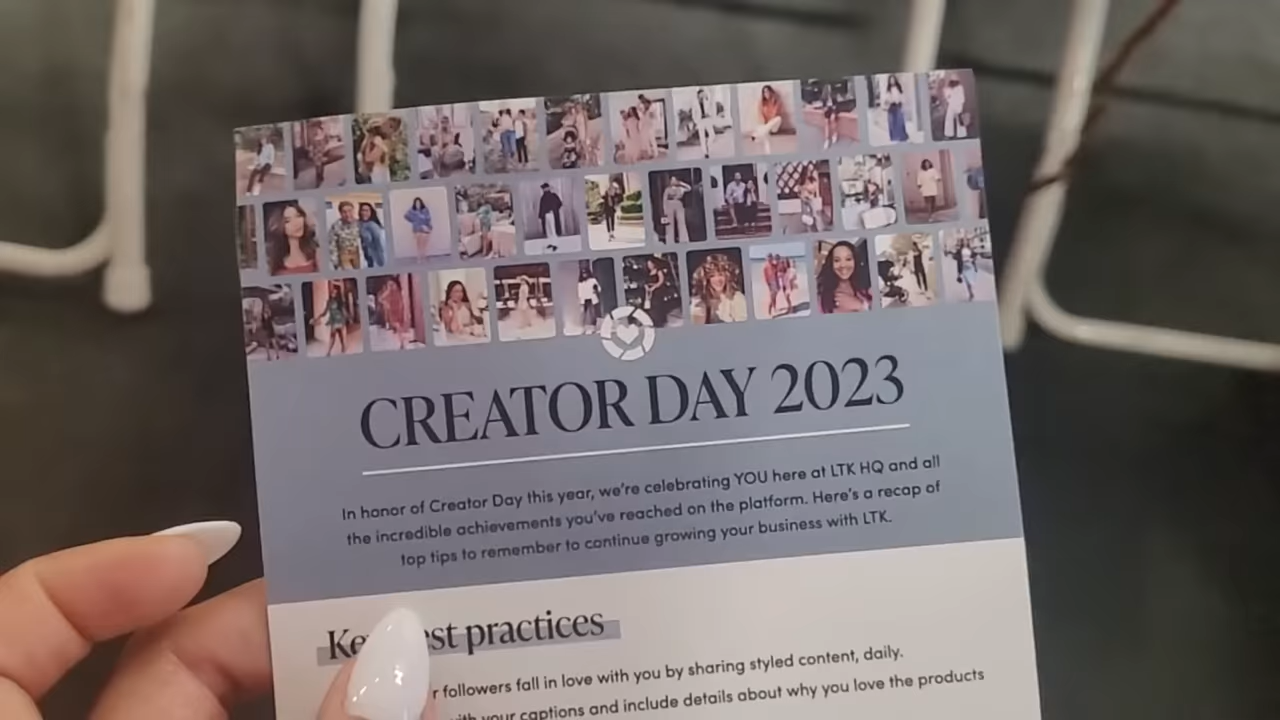 CREATOR DAY 2023
In honor of Creator Day this year, we're celebrating YOU here at LTK HQ and all
the incredible achievements you've reached on the platform. Here's a recap of
top tips to remember to continue growing your business with LTK.
practices
followers fall in love with you by sharing styled content, daily.
your captions and include details about why you love the products